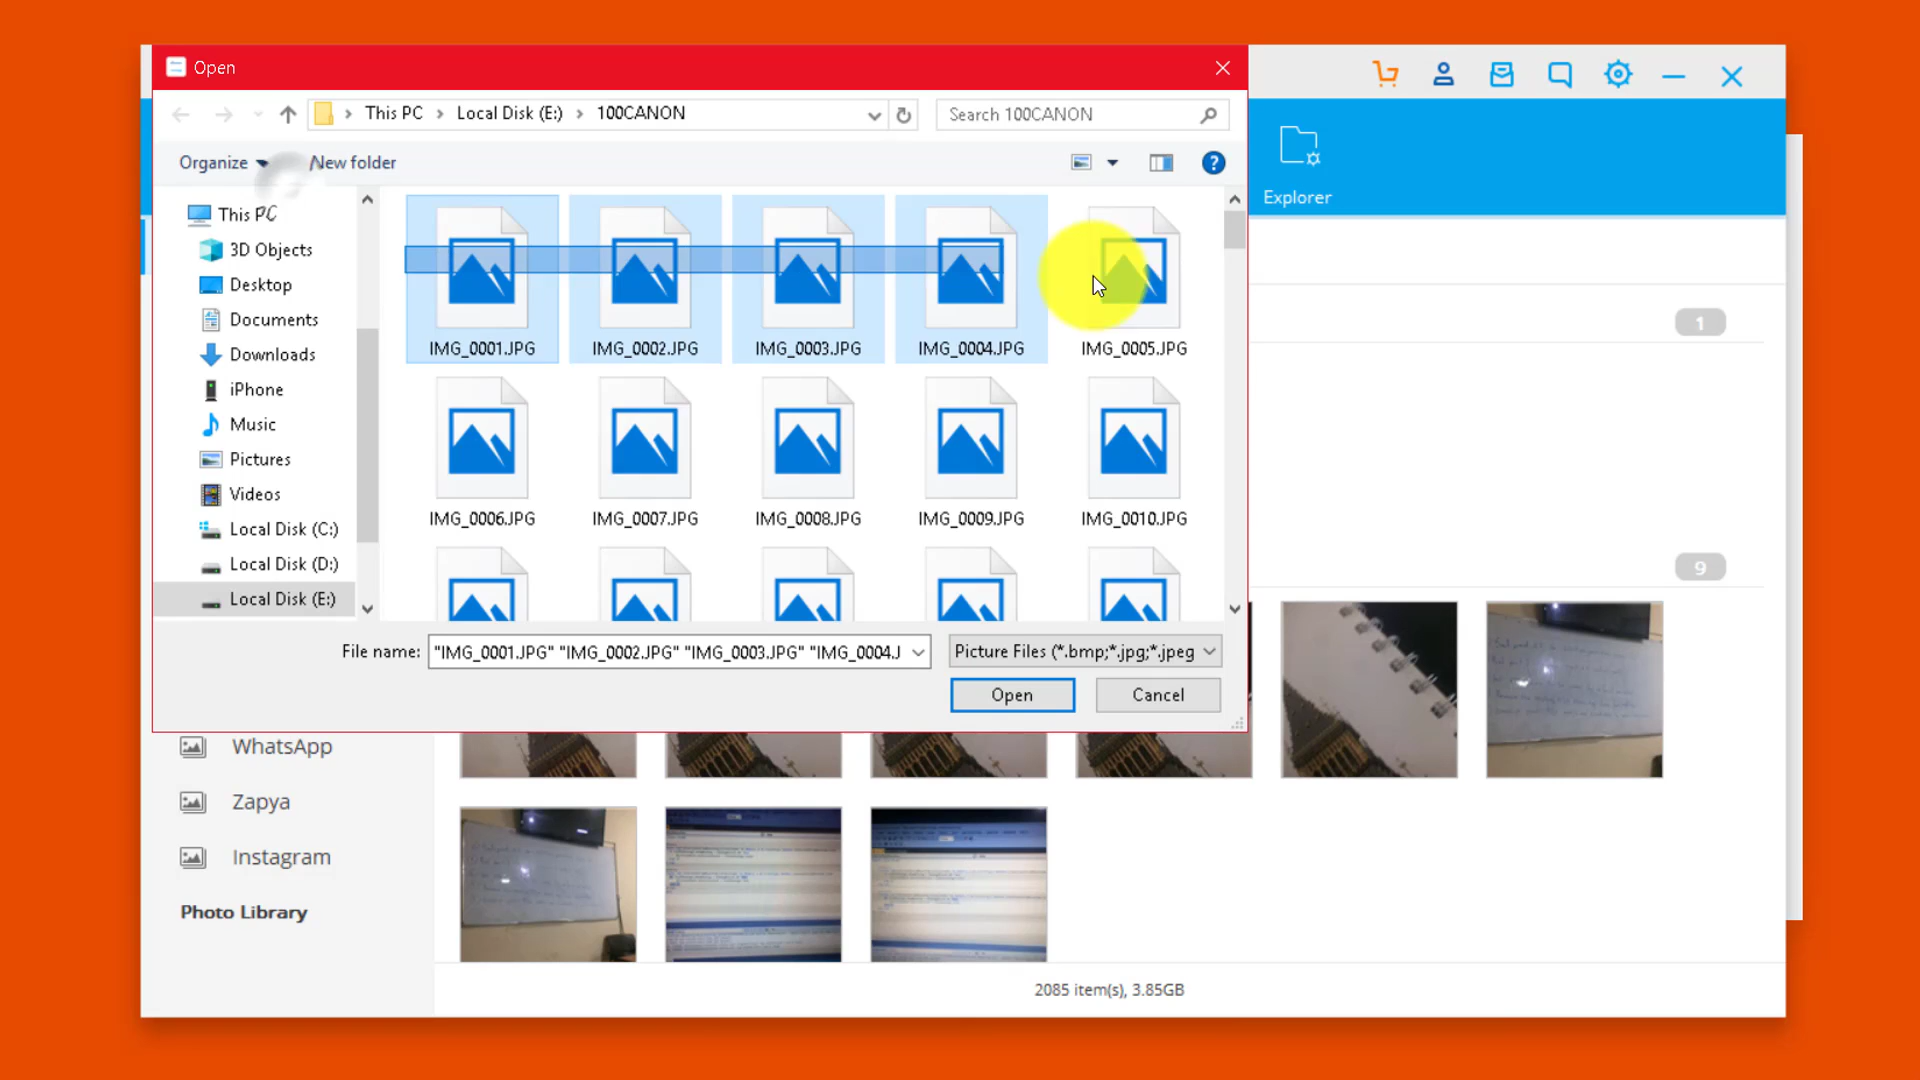 Open
This PC
Local Disk (E:)
100CANON
Search 100CANON
Organize
New folder
Explorer
This PC
3D Objects
Desktop
Documents
Downloads
iPhone
Music
Pictures
Videos
Local Disk (C:)
Local Disk (D:)
Local Disk (E:)
IMG_0001.JPG
IMG_0002.JPG
IMG_0003.JPG
IMG_0004.JPG
IMG_0005.JPG
IMG_0006.JPG
IMG_0007.JPG
IMG_0008.JPG
IMG_0009.JPG
IMG_0010.JPG
1
9
File name:
"IMG_0001.JPG" "IMG_0002.JPG" "IMG_0003.JPG" "IMG_0004.J
Picture Files (*.bmp;*.jpg;*.jpeg
Open
Cancel
WhatsApp
Zapya
Instagram
Photo Library
2085 item(s), 3.85GB